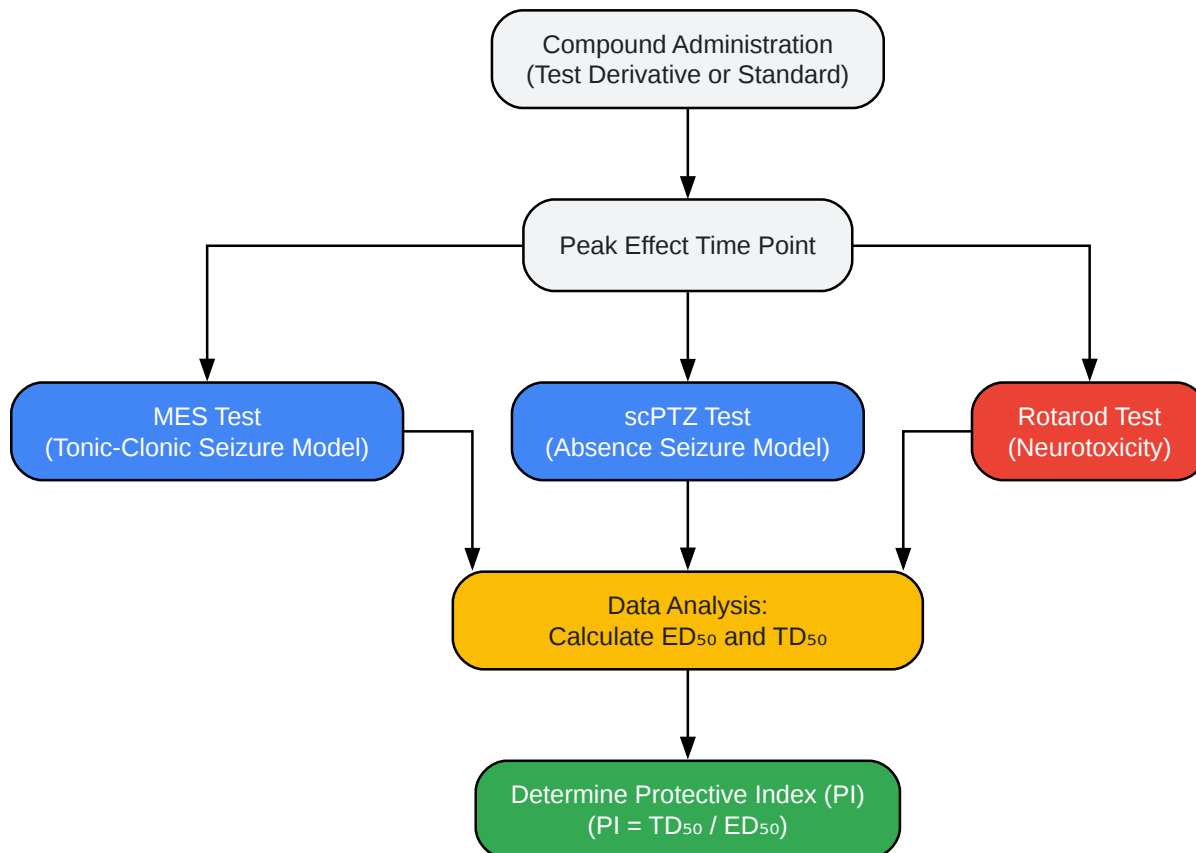 Compound Administration
(Test Derivative or Standard)
Peak Effect Time Point
MES Test
(Tonic-Clonic Seizure Model)
scPTZ Test
(Absence Seizure Model)
Rotarod Test
(Neurotoxicity)
Data Analysis:
Calculate ED₅₀ and TD₅₀
Determine Protective Index (PI)
(PI = TD₅₀ / ED₅₀)